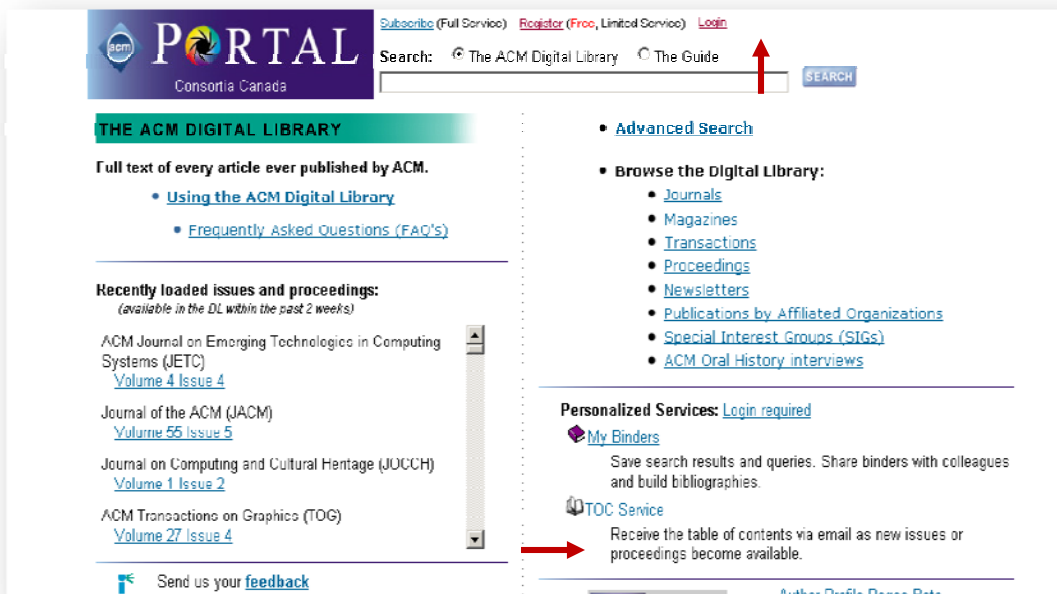 Subscribe (Full Service) Register (Free, Limited Service) Login
acm PORTAL
Consortia Canada
Search: The ACM Digital Library The Guide
SEARCH
THE ACM DIGITAL LIBRARY
Full text of every article ever published by ACM.
• Using the ACM Digital Library
• Frequently Asked Questions (FAQ's)
Recently loaded issues and proceedings:
(available in the DL within the past 2 weeks)
ACM Journal on Emerging Technologies in Computing
Systems (JETC)
Volume 4 Issue 4
Journal of the ACM (JACM)
Volume 55 Issue 5
Journal on Computing and Cultural Heritage (JOCCH)
Volume 1 Issue 2
ACM Transactions on Graphics (TOG)
Volume 27 Issue 4
Send us your feedback
• Advanced Search
• Browse the Digital Library:
• Journals
• Magazines
• Transactions
• Proceedings
• Newsletters
• Publications by Affiliated Organizations
• Special Interest Groups (SIGs)
• ACM Oral History interviews
Personalized Services: Login required
My Binders
Save search results and queries. Share binders with colleagues
and build bibliographies.
TOC Service
Receive the table of contents via email as new issues or
proceedings become available.
Author Profile Pages Beta